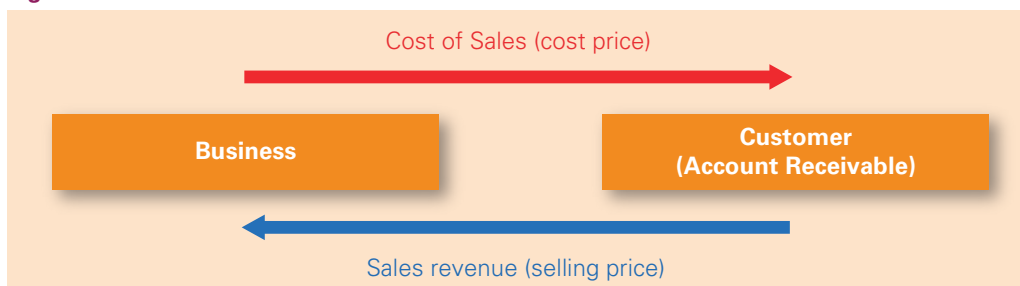 Cost of Sales (cost price)
Business
Customer
(Account Receivable)
Sales revenue (selling price)